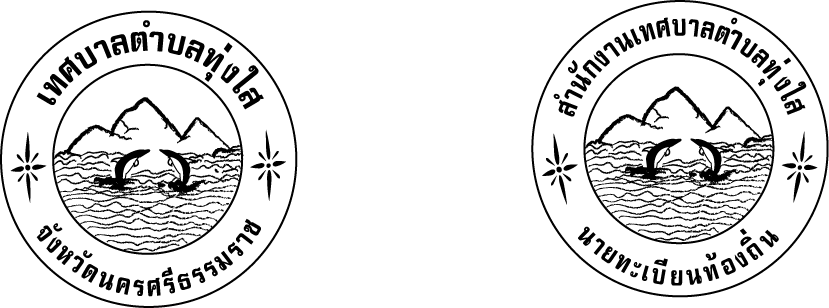 เทศบาลตำบลทุ่งใส
จังหวัดนครศรีธรรมราช
สำนักงานเทศบาลตำบลทุ่งใส
นายทะเบียนท้องถิ่น